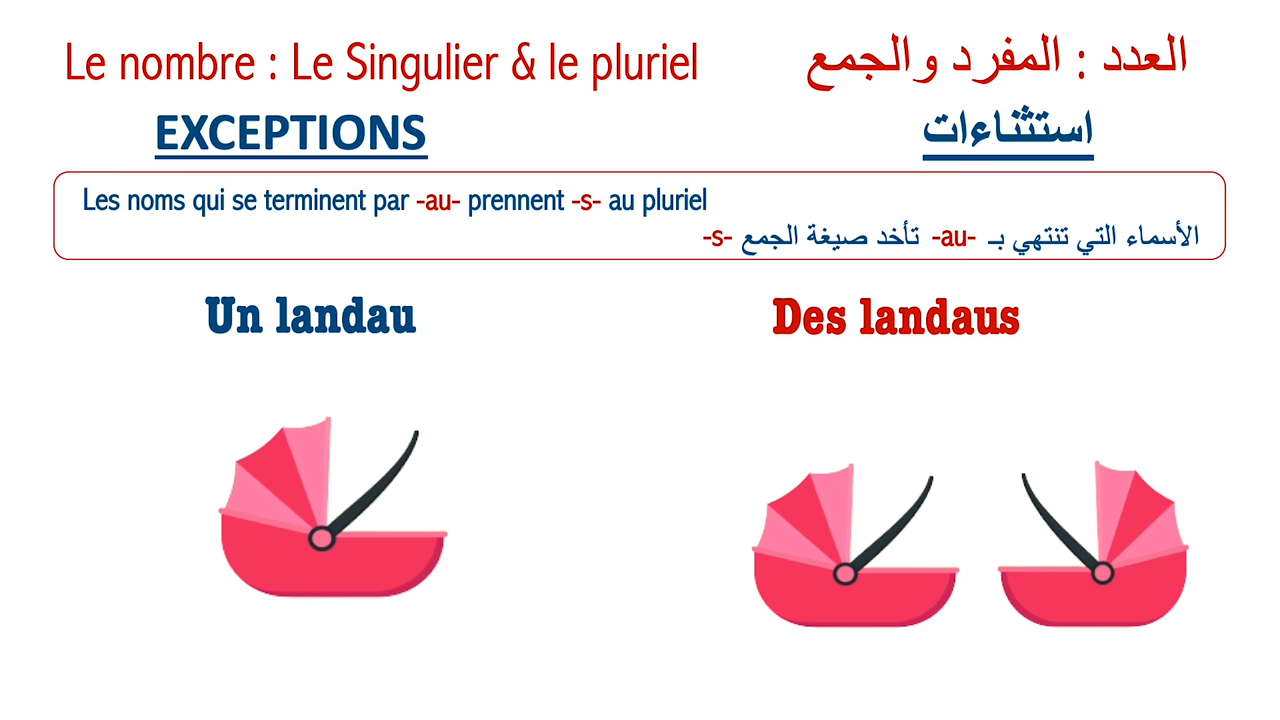 Le nombre : Le Singulier & le pluriel
العدد : المفرد والجمع
EXCEPTIONS
استثناءات
Les noms qui se terminent par -au- prennent -s- au pluriel
الأسماء التي تنتهي بـ -au- تأخد صيغة الجمع -s-
Un landau
Des landaus